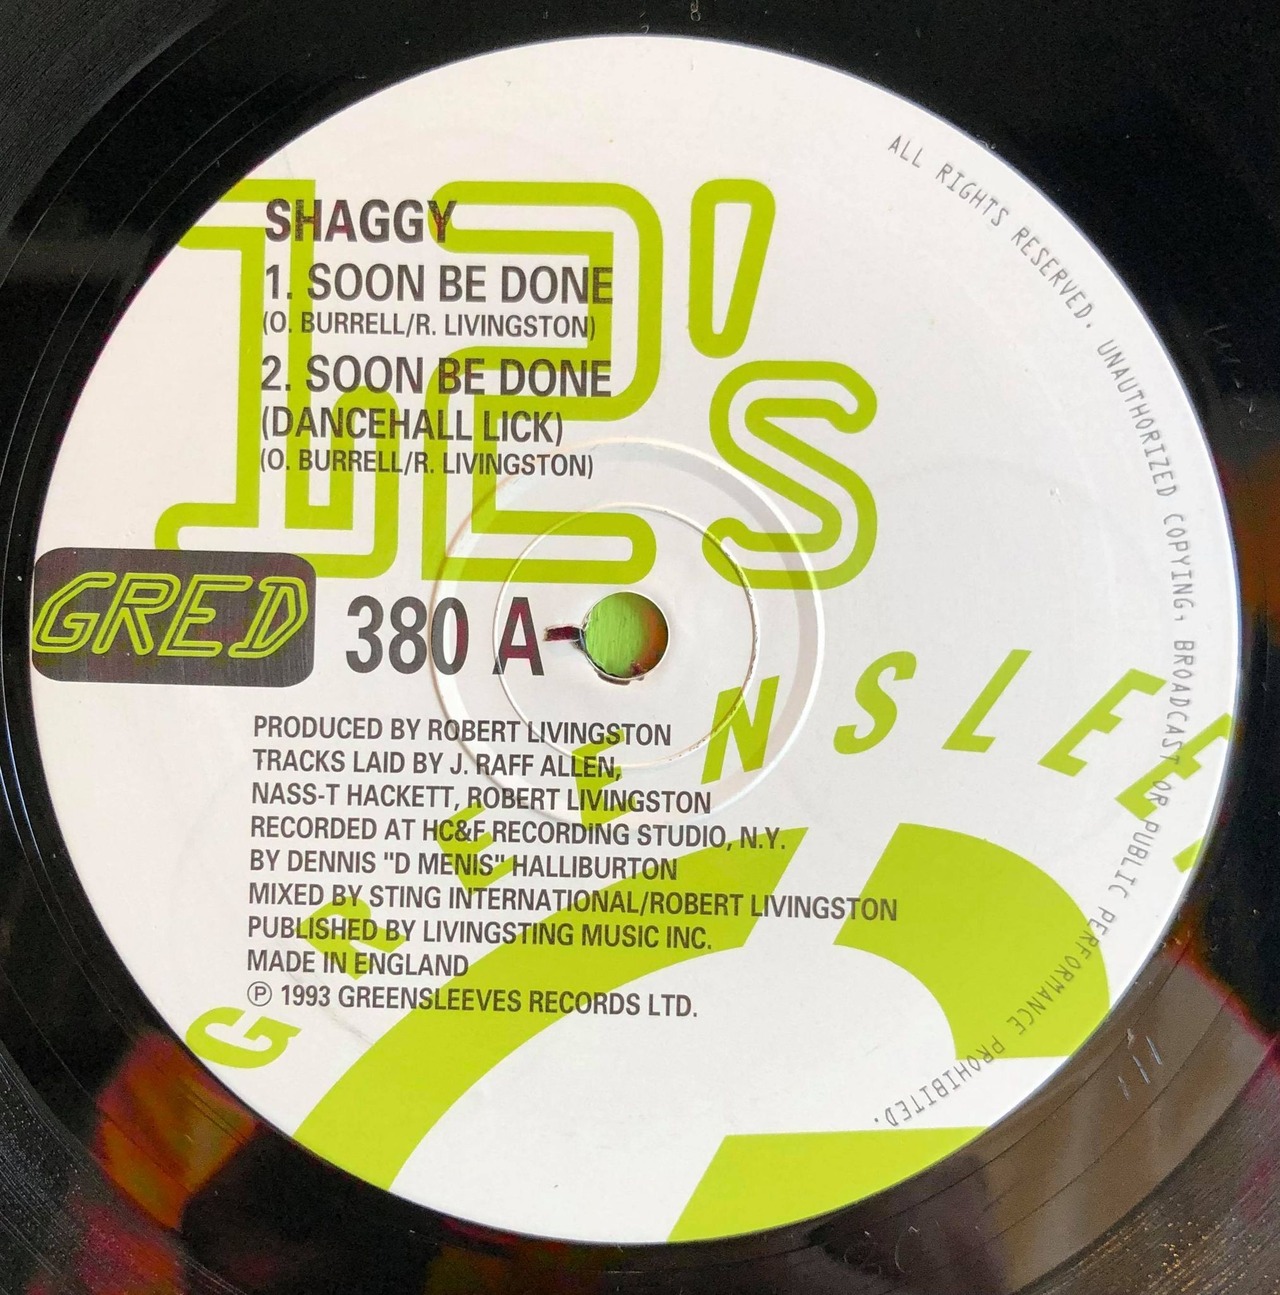 12's
SHAGGY
1. SOON BE DONE
(O. BURRELL/R. LIVINGSTON)
2. SOON BE DONE
(DANCEHALL LICK)
(O. BURRELL/R. LIVINGSTON)
GRED 380 A
PRODUCED BY ROBERT LIVINGSTON
TRACKS LAID BY J. RAFF ALLEN,
NASS-T HACKETT, ROBERT LIVINGSTON
RECORDED AT HC&F RECORDING STUDIO, N.Y.
BY DENNIS "D MENIS" HALLIBURTON
MIXED BY STING INTERNATIONAL/ROBERT LIVINGSTON
PUBLISHED BY LIVINGSTING MUSIC INC.
MADE IN ENGLAND
℗ 1993 GREENSLEEVES RECORDS LTD.
GREENSLEE
ALL RIGHTS RESERVED. UNAUTHORIZED COPYING, BROADCAST OR PUBLIC PERFORMANCE PROHIBITED.